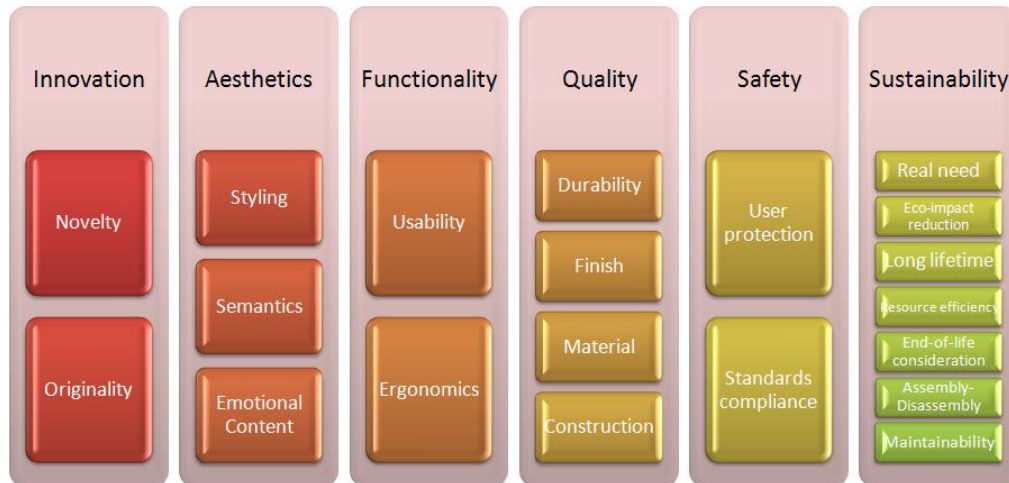 Innovation
Novelty
Originality
Aesthetics
Styling
Semantics
Emotional
Content
Functionality
Usability
Ergonomics
Quality
Durability
Finish
Material
Construction
Safety
User
protection
Standards
compliance
Sustainability
Real need
Eco-impact
reduction
Long lifetime
Resource efficiency
End-of-life
consideration
Assembly-
Disassembly
Maintainability